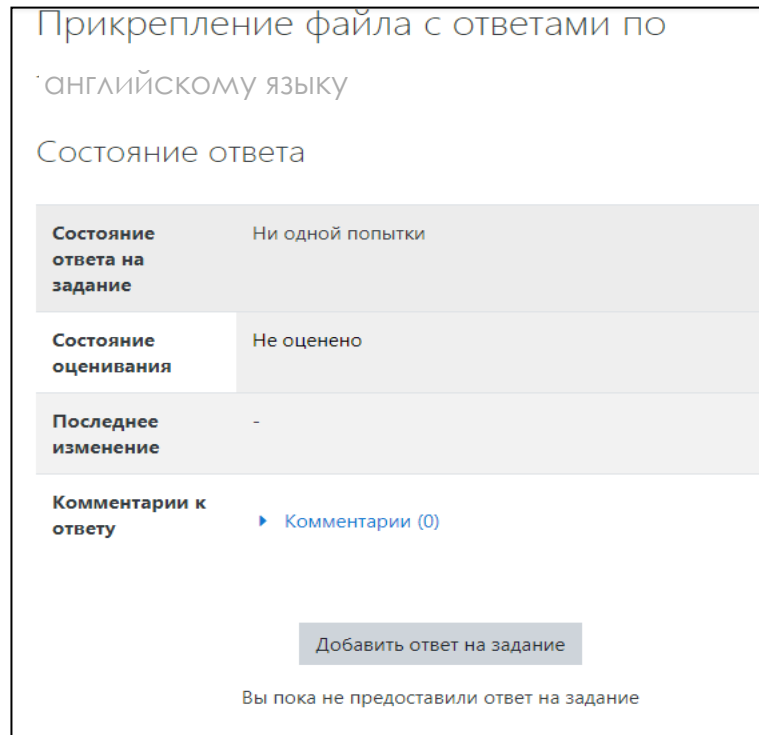 Прикрепление файла с ответами по
английскому языку
Состояние ответа
Состояние
ответа на
задание
Ни одной попытки
Состояние
оценивания
Не оценено
Последнее
изменение
-
Комментарии к
ответу
Комментарии (0)
Добавить ответ на задание
Вы пока не предоставили ответ на задание